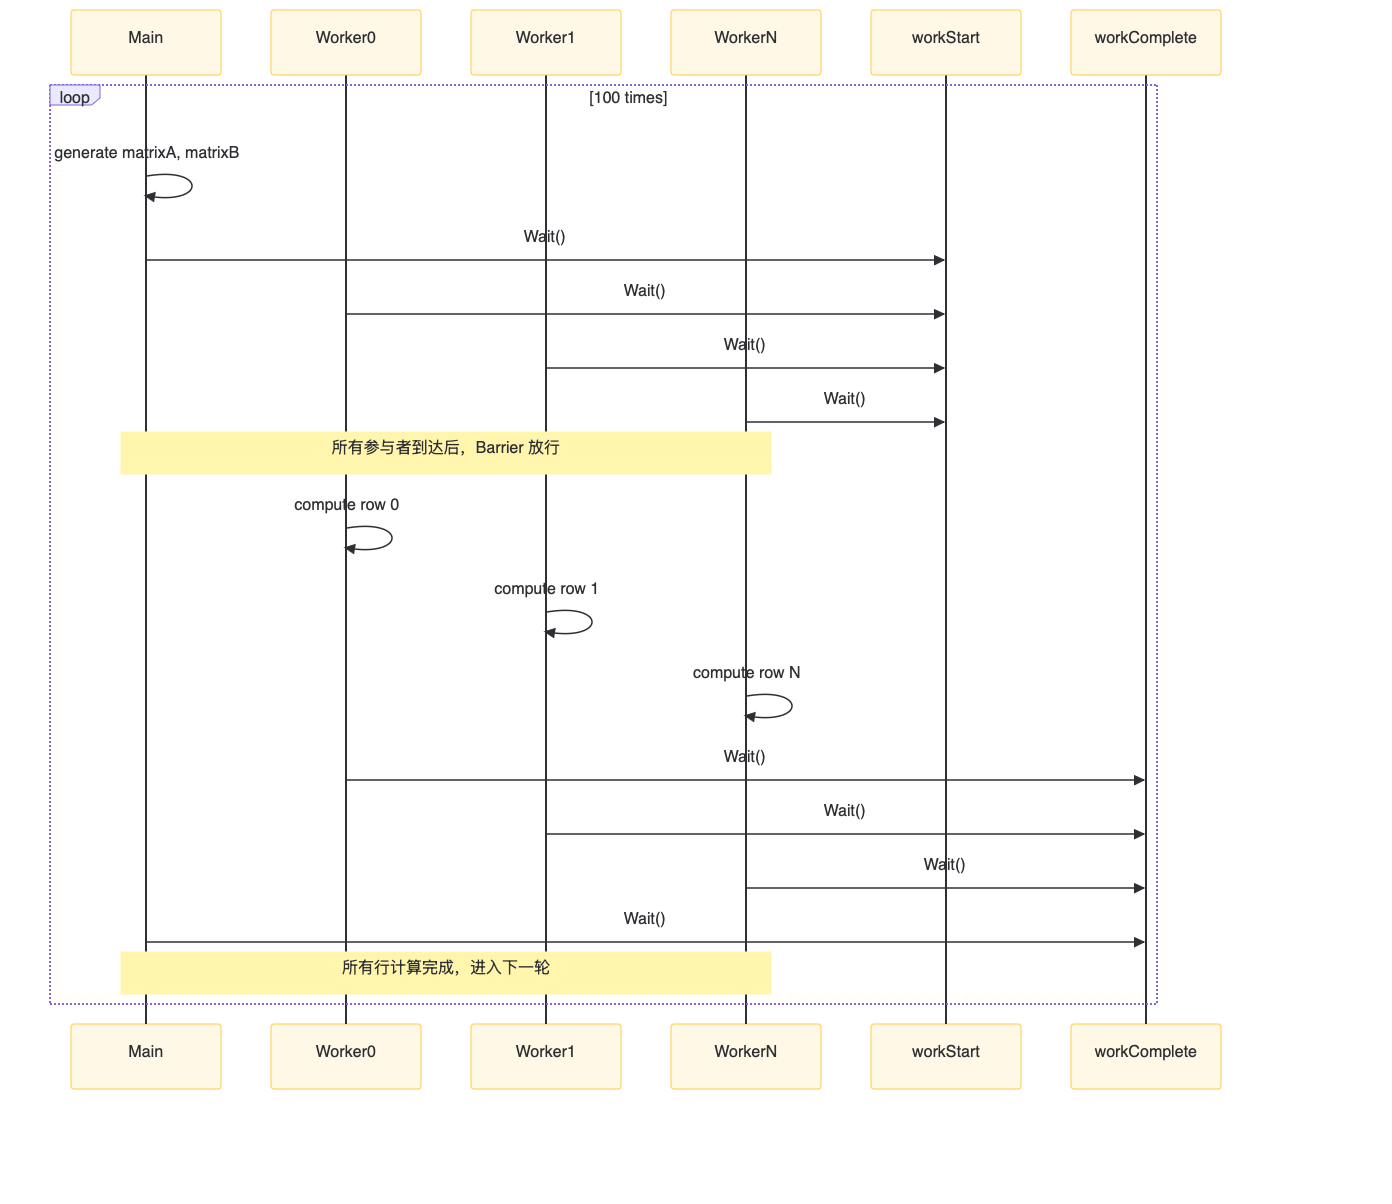 Main
Worker0
Worker1
WorkerN
workStart
workComplete
loop
[100 times]
generate matrixA, matrixB
Wait()
Wait()
Wait()
Wait()
所有参与者到达后，Barrier 放行
compute row 0
compute row 1
compute row N
Wait()
Wait()
Wait()
Wait()
所有行计算完成，进入下一轮
Main
Worker0
Worker1
WorkerN
workStart
workComplete